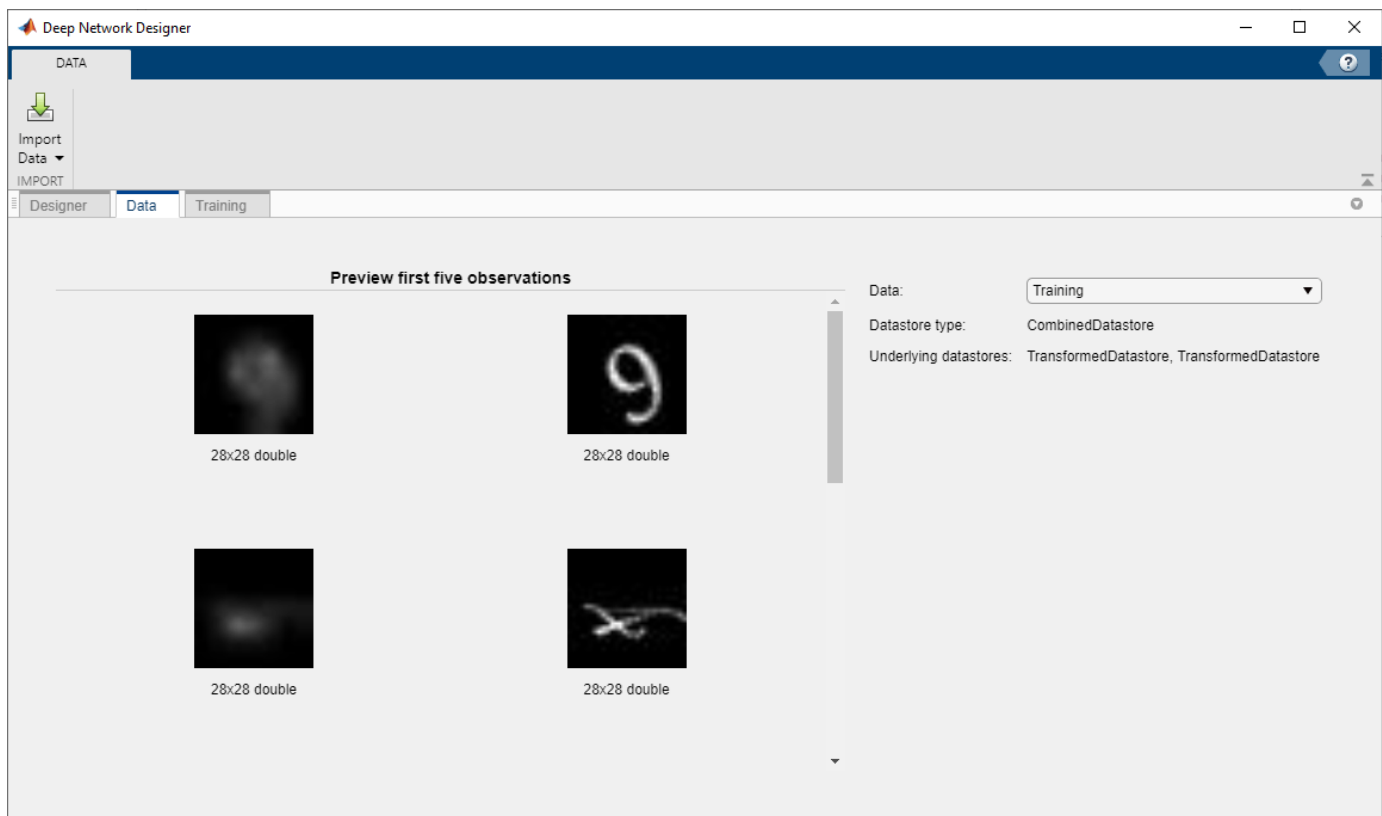 Deep Network Designer
DATA
?
Import
Data
IMPORT
Designer Data Training
Preview first five observations
28x28 double 28x28 double
9
28x28 double 28x28 double
Data: Training
Datastore type: CombinedDatastore
Underlying datastores: TransformedDatastore, TransformedDatastore